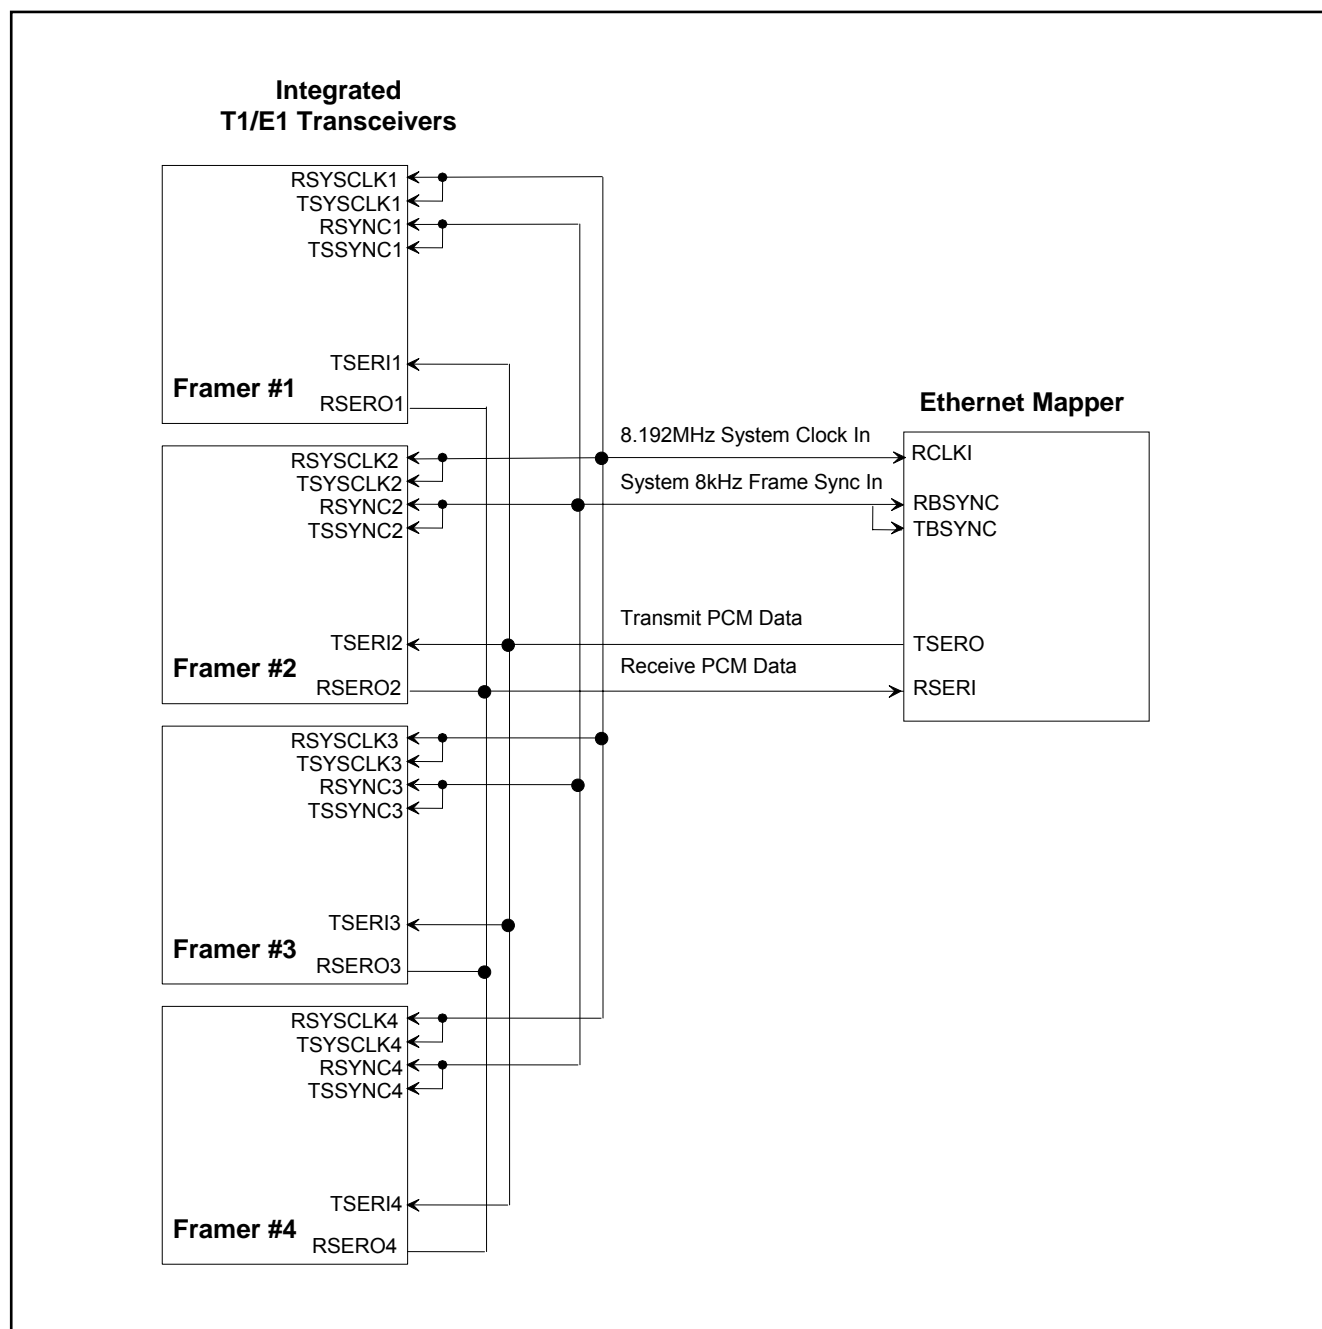 Integrated
T1/E1 Transceivers
RSYSCLK1
TSYSCLK1
RSYNC1
TSSYNC1
TSERI1
Framer #1
RSERO1
Ethernet Mapper
8.192MHz System Clock In
RCLKI
RSYSCLK2
TSYSCLK2
System 8kHz Frame Sync In
RSYNC2
RBSYNC
TSSYNC2
TBSYNC
Transmit PCM Data
TSERI2
TSERO
Framer #2
Receive PCM Data
RSERO2
RSERI
RSYSCLK3
TSYSCLK3
RSYNC3
TSSYNC3
TSERI3
Framer #3
RSERO3
RSYSCLK4
TSYSCLK4
RSYNC4
TSSYNC4
TSERI4
Framer #4
RSERO4